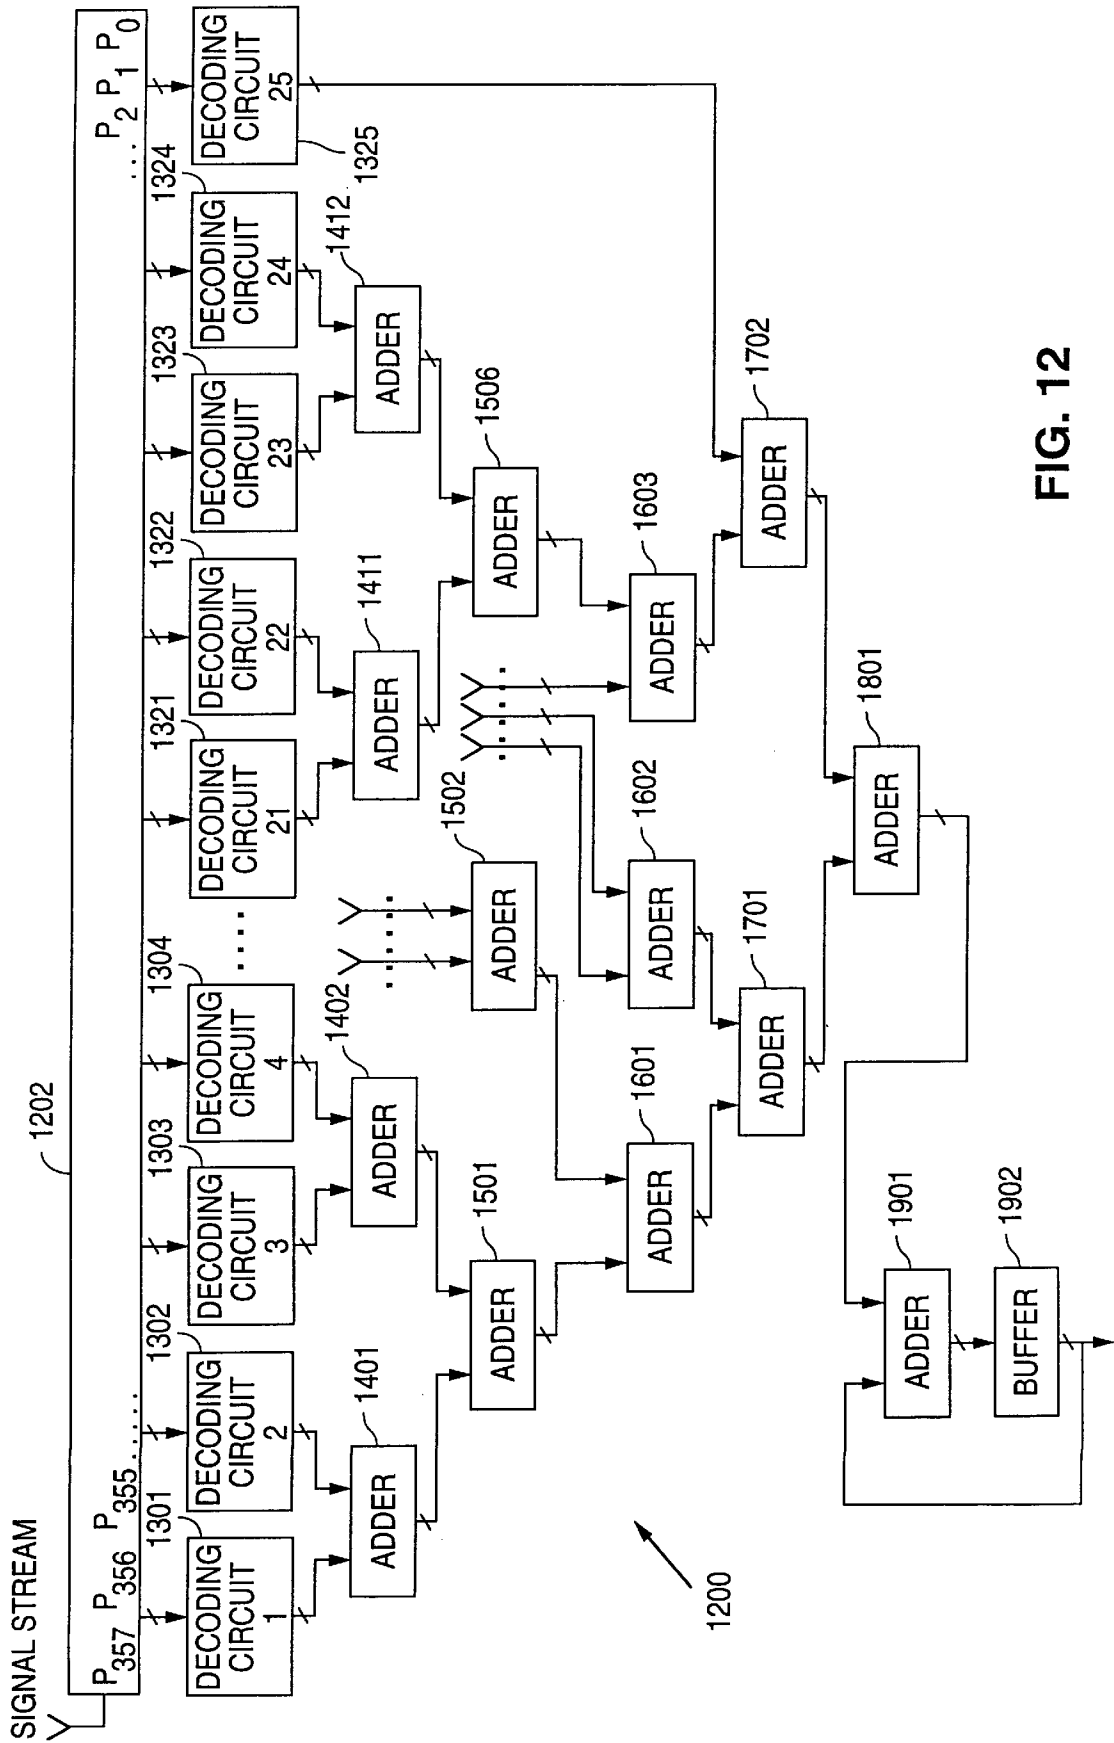 SIGNAL STREAM
1202
P357 P356 P355 .....
... P2 P1 P0
1301
1302
1303
1304
1321
1322
1323
1324
1325
DECODING
CIRCUIT
1
DECODING
CIRCUIT
2
DECODING
CIRCUIT
3
DECODING
CIRCUIT
4
....
DECODING
CIRCUIT
21
DECODING
CIRCUIT
22
DECODING
CIRCUIT
23
DECODING
CIRCUIT
24
DECODING
CIRCUIT
25
1401
ADDER
1402
ADDER
1411
ADDER
1412
ADDER
1501
ADDER
1502
ADDER
1506
ADDER
1601
ADDER
1602
ADDER
1603
ADDER
1701
ADDER
1702
ADDER
1801
ADDER
1901
ADDER
1902
BUFFER
1200
FIG. 12